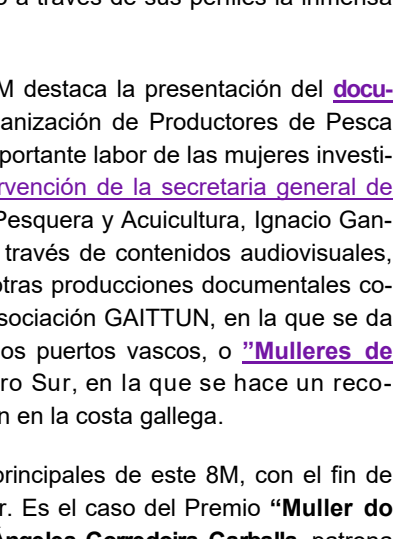 a través de sus perfiles la inmensa
M destaca la presentación del docu-
anización de Productores de Pesca
portante labor de las mujeres investi-
ervención de la secretaria general de
Pesquera y Acuicultura, Ignacio Gan-
través de contenidos audiovisuales,
otras producciones documentales co-
sociación GAITTUN, en la que se da
os puertos vascos, o ”Mulleres de
ro Sur, en la que se hace un reco-
n en la costa gallega.
principales de este 8M, con el fin de
r. Es el caso del Premio “Muller do
Ángeles Corredoira Carballa, patrona